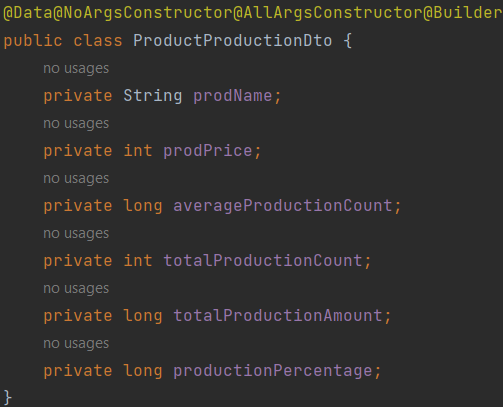 @Data@NoArgsConstructor@AllArgsConstructor@Builder
public class ProductProductionDto {
no usages
private String prodName;
no usages
private int prodPrice;
no usages
private long averageProductionCount;
no usages
private int totalProductionCount;
no usages
private long totalProductionAmount;
no usages
private long productionPercentage;
}